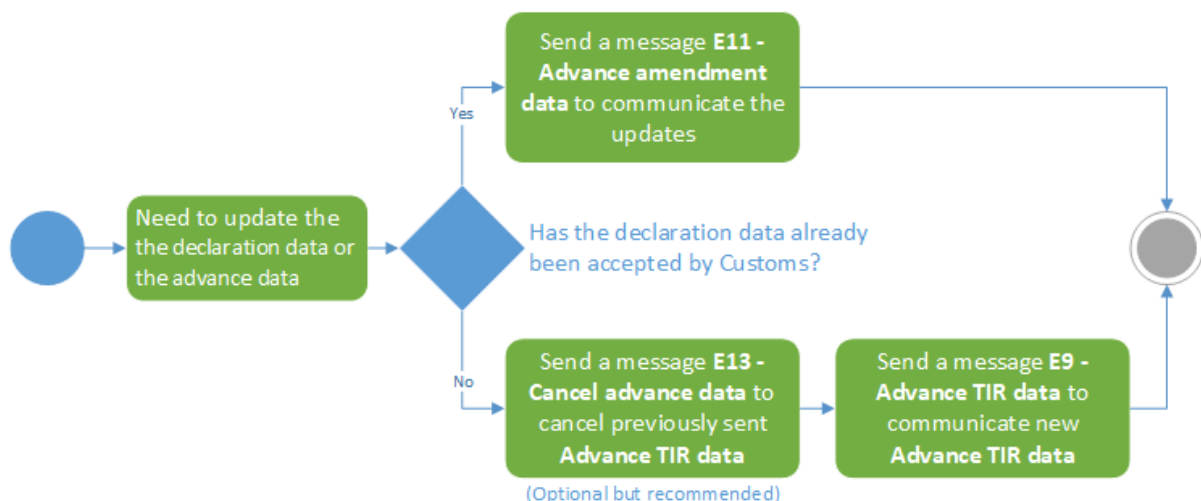 Send a message E11 -
Advance amendment
data to communicate the
updates
Yes
Need to update the
the declaration data or
the advance data
Has the declaration data already
been accepted by Customs?
No
Send a message E13 -
Cancel advance data to
cancel previously sent
Advance TIR data
(Optional but recommended)
Send a message E9 -
Advance TIR data to
communicate new
Advance TIR data